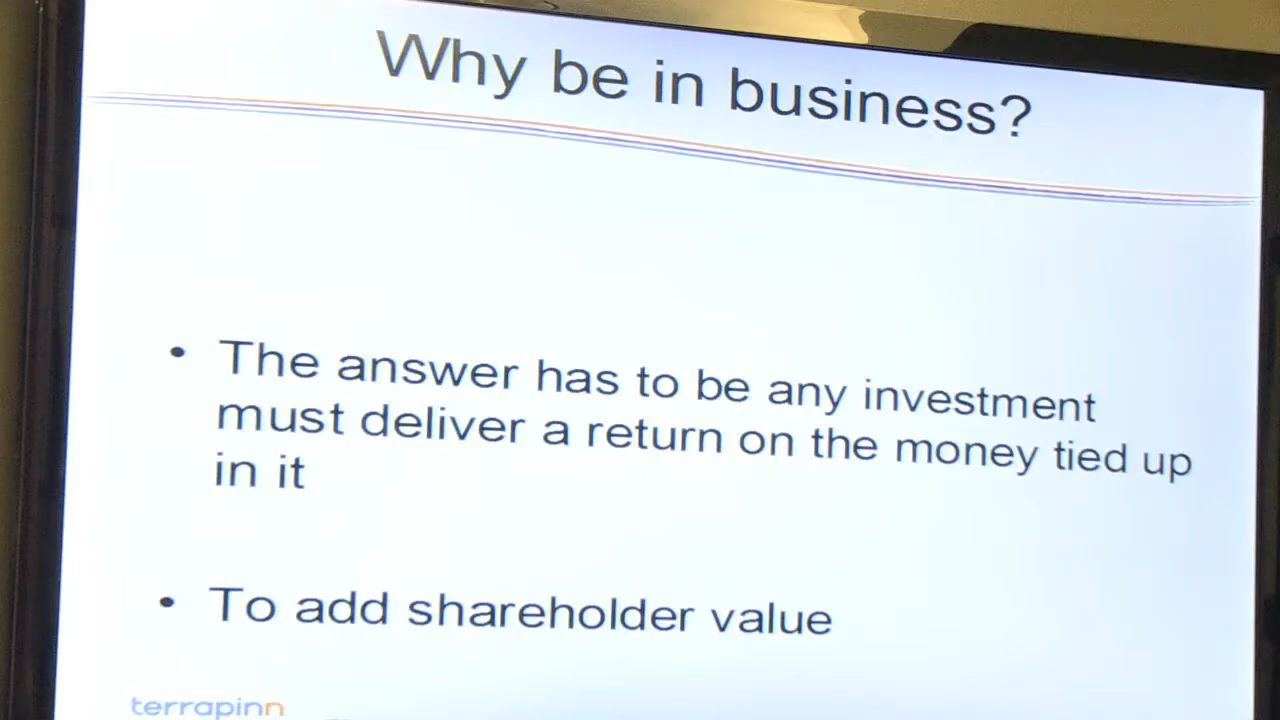 Why be in business?
• The answer has to be any investment
must deliver a return on the money tied up
in it
• To add shareholder value
terrapinn